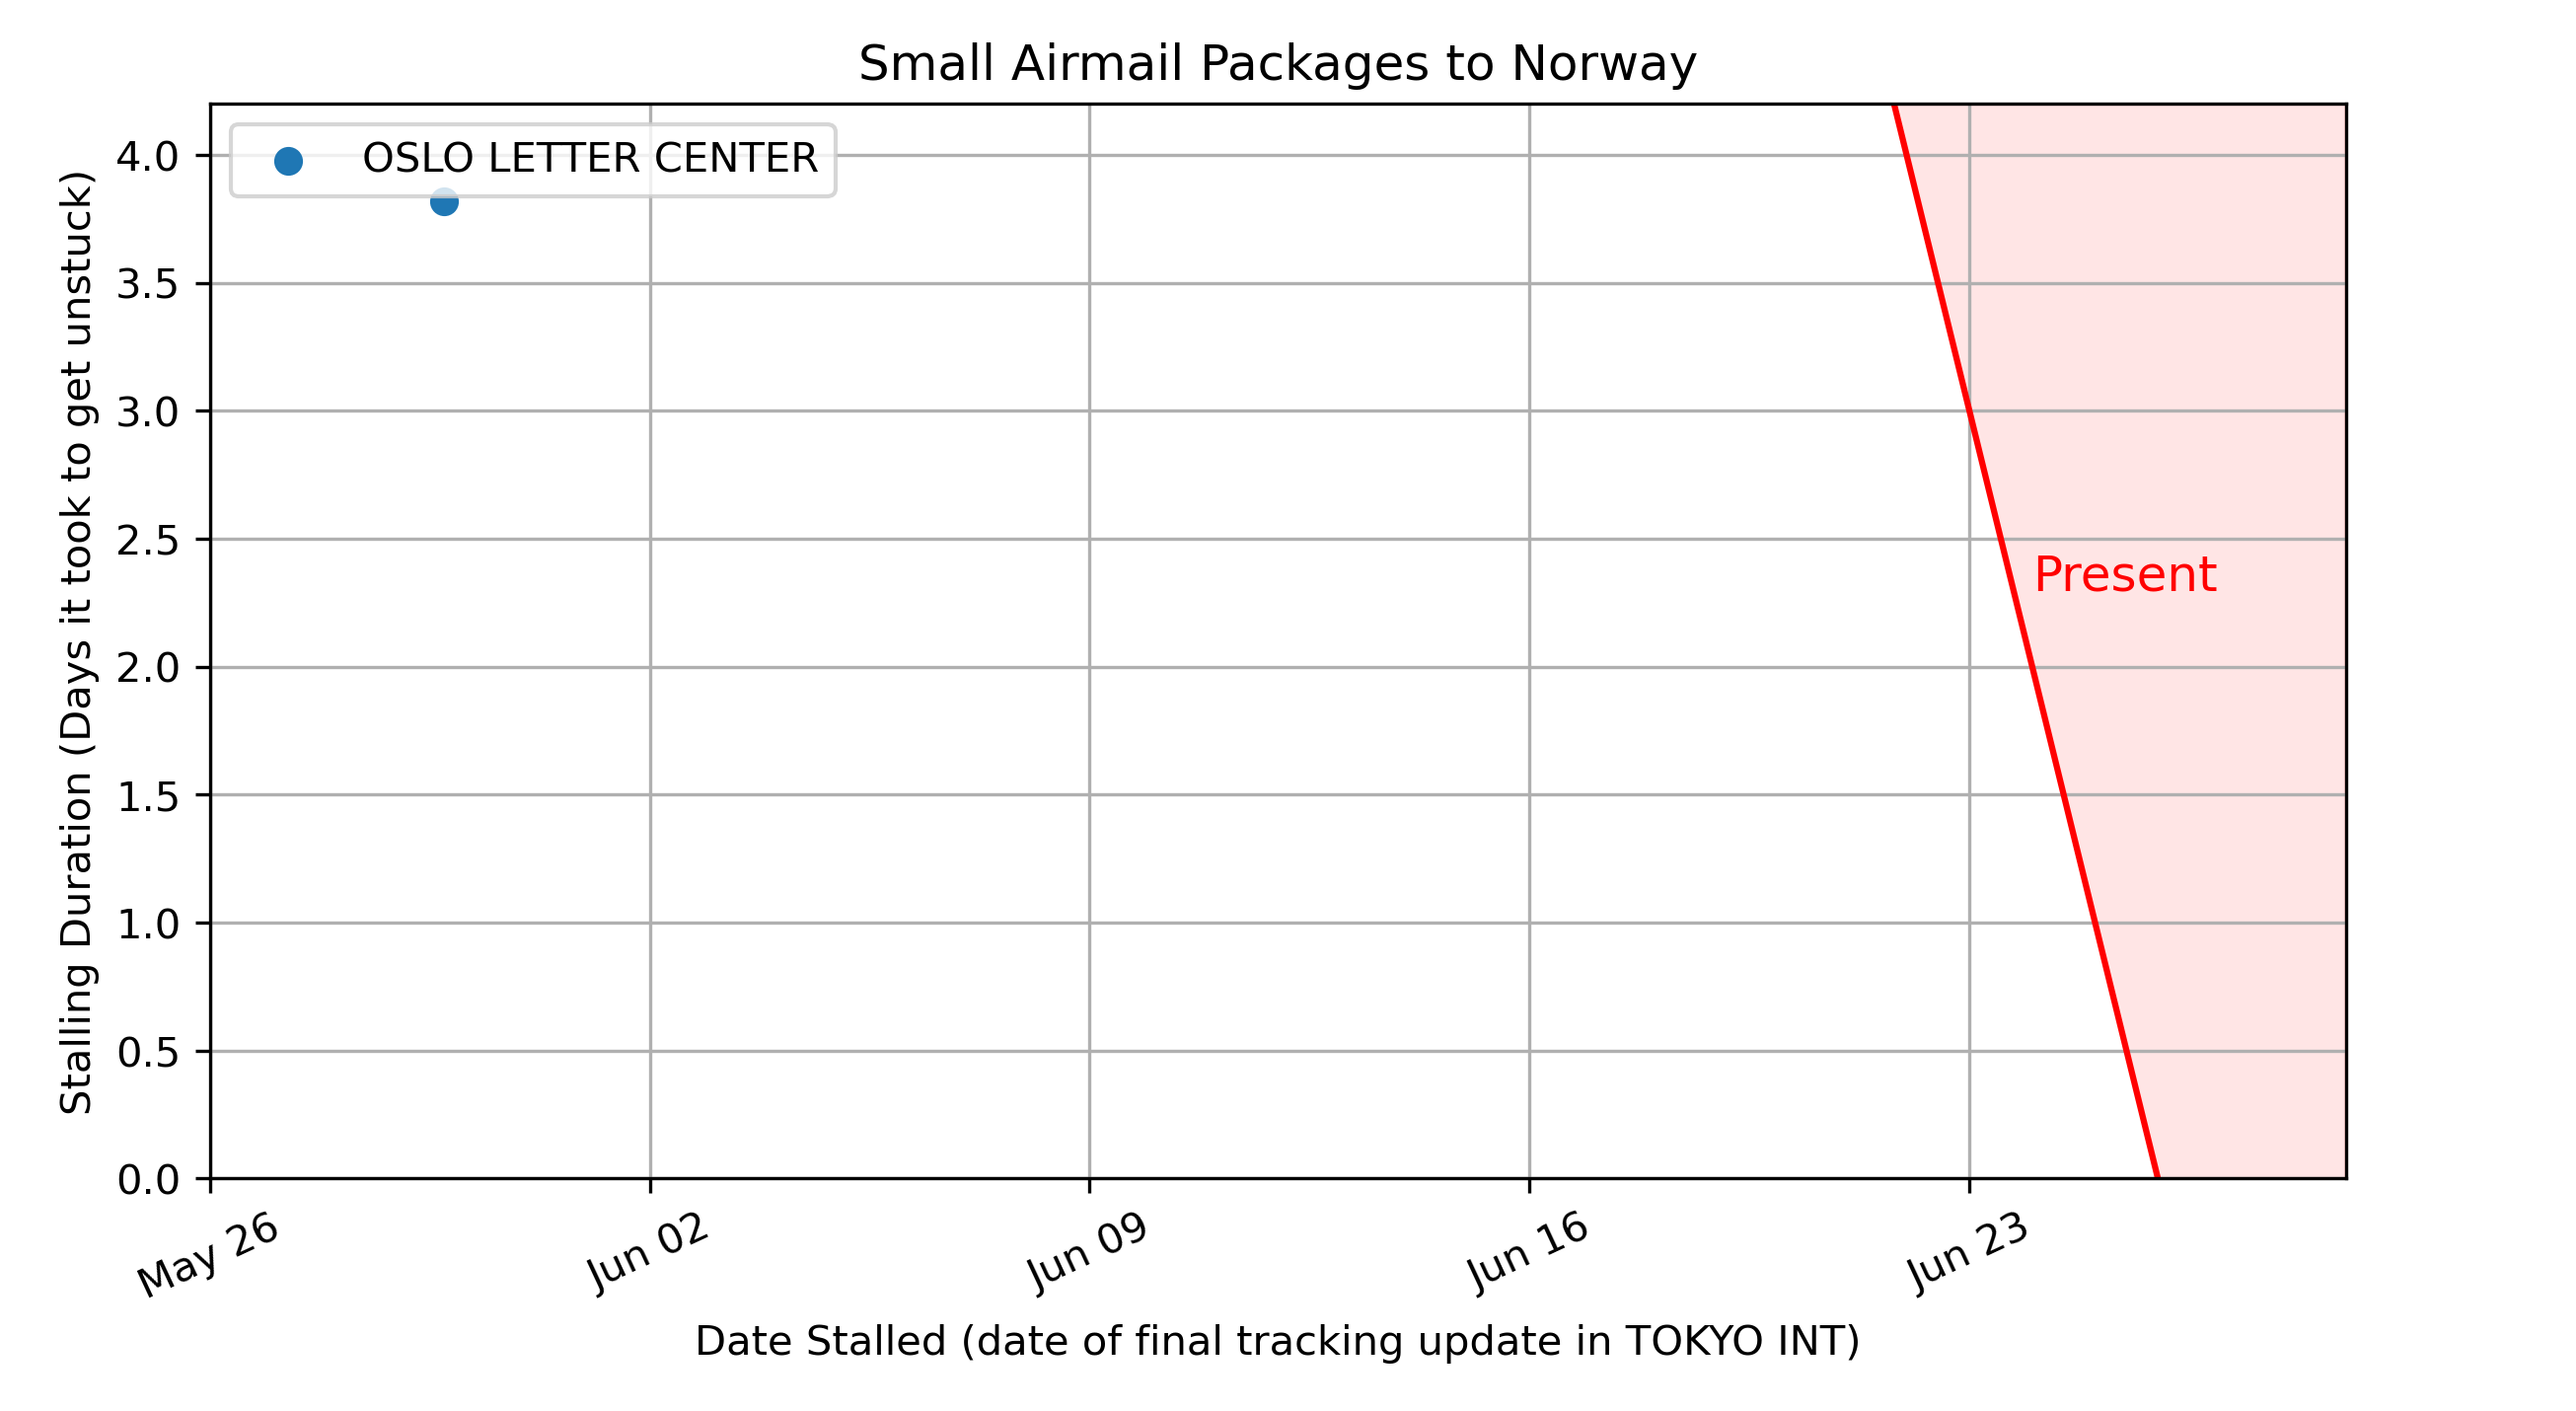 Small Airmail Packages to Norway
OSLO LETTER CENTER
Stalling Duration (Days it took to get unstuck)
4.0
3.5
3.0
2.5
2.0
1.5
1.0
0.5
0.0
Present
May 26
Jun 02
Jun 09
Jun 16
Jun 23
Date Stalled (date of final tracking update in TOKYO INT)